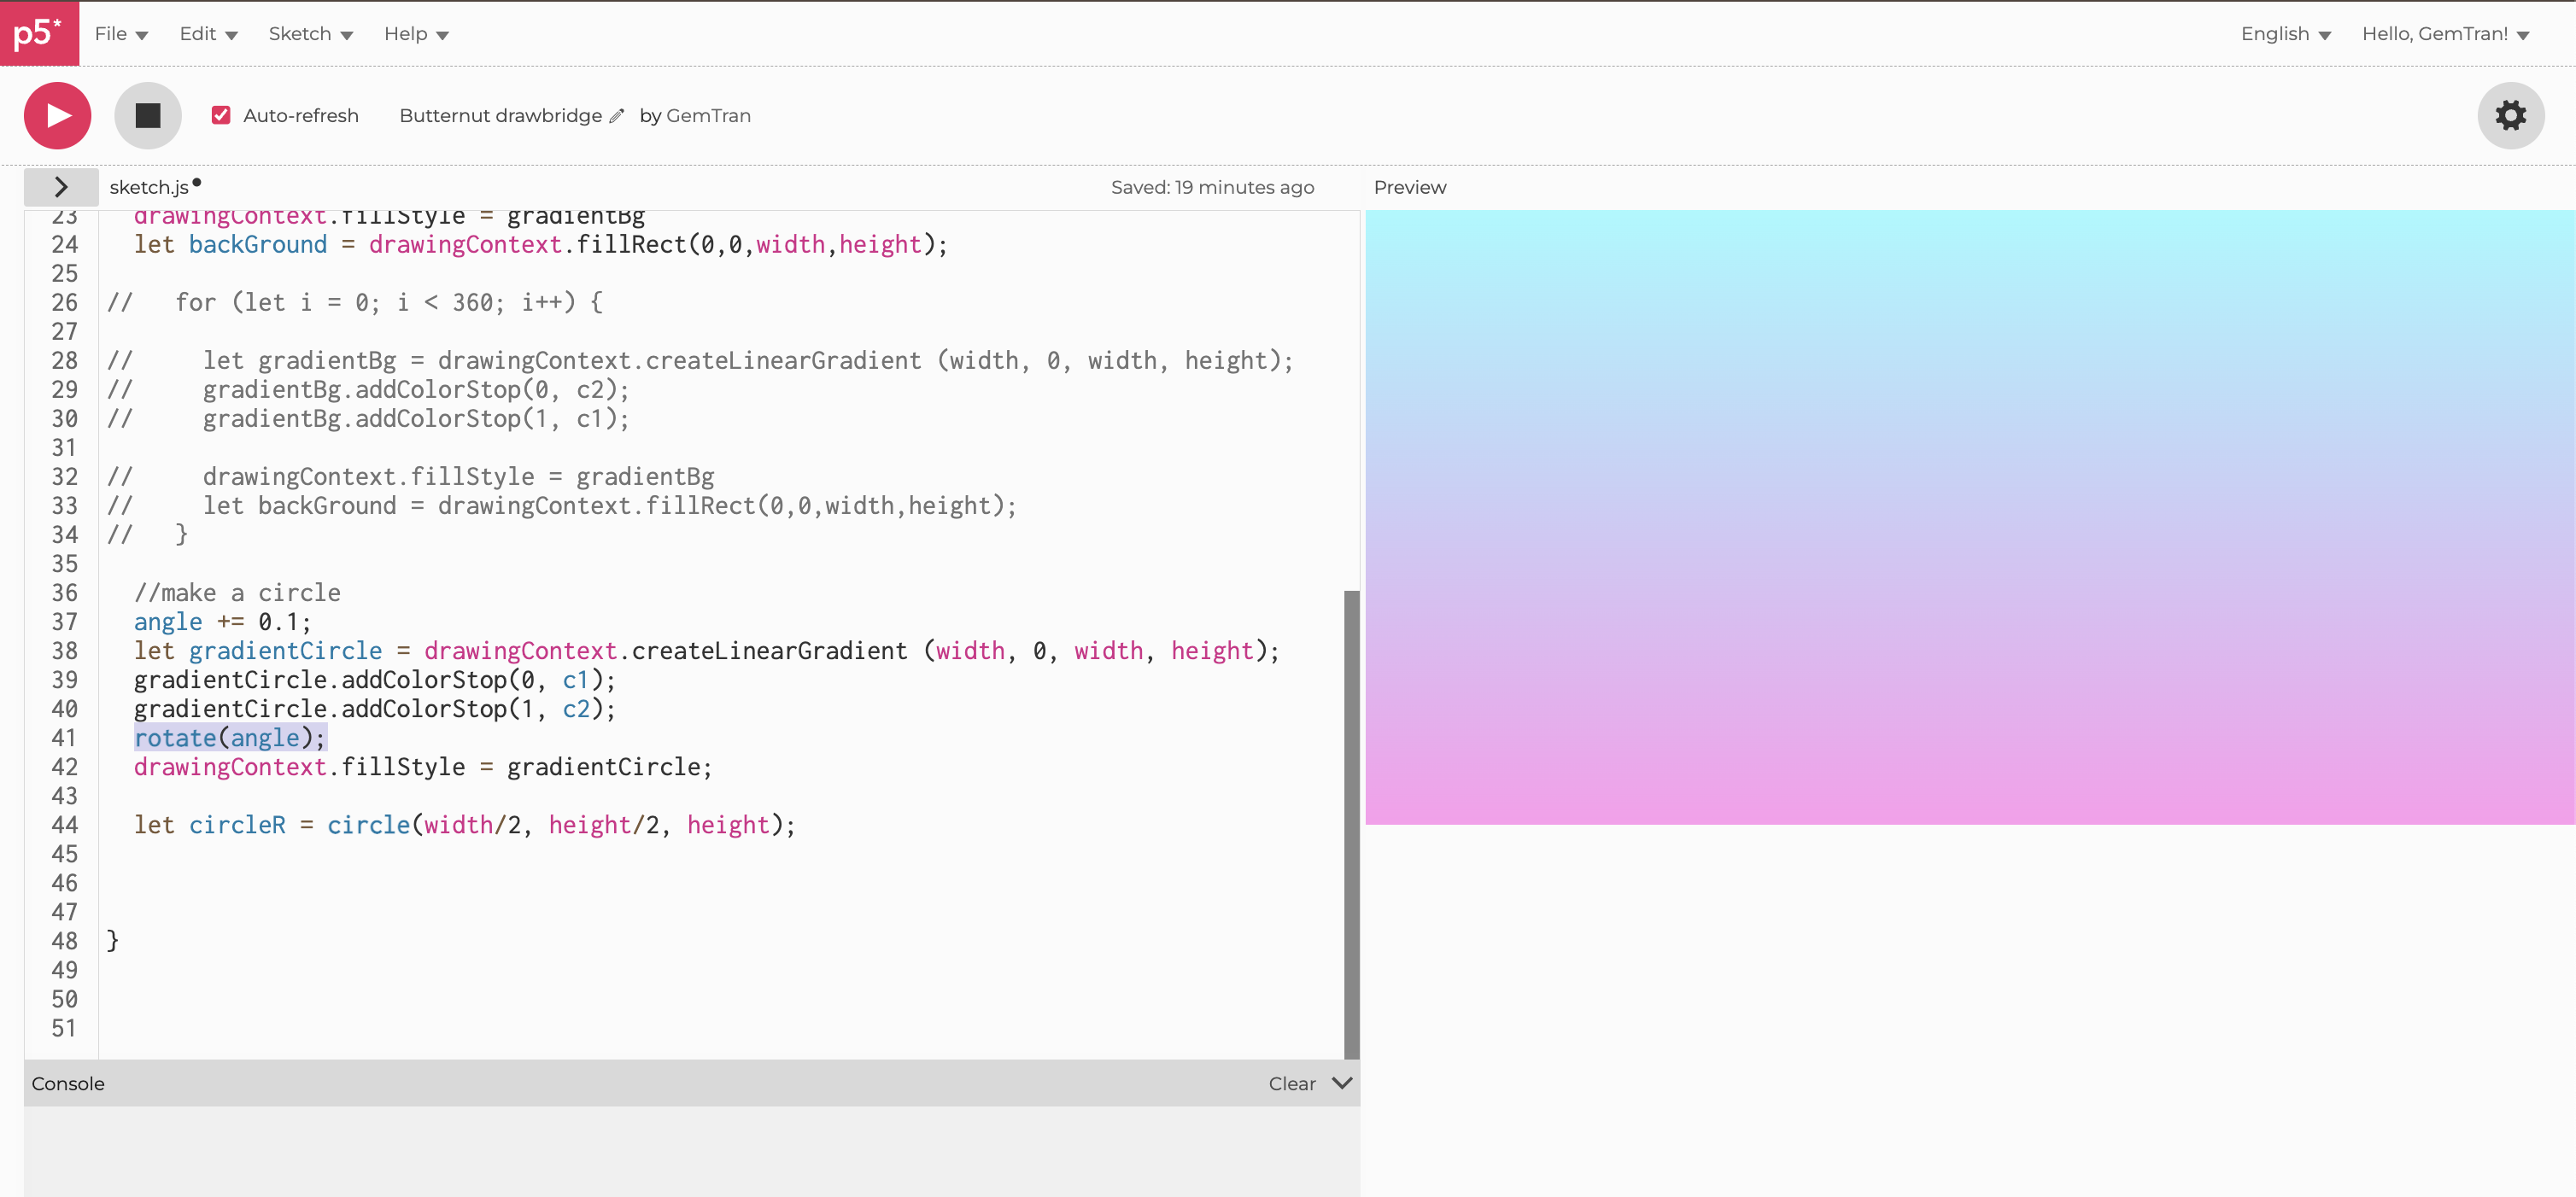 p5* File Edit Sketch Help English Hello, GemTran!
Auto-refresh Butternut drawbridge by GemTran
> sketch.js Saved: 19 minutes ago Preview
23 drawingContext.fillStyle = gradientBg
24 let backGround = drawingContext.fillRect(0,0,width,height);
25
26 // for (let i = 0; i < 360; i++) {
27
28 // let gradientBg = drawingContext.createLinearGradient (width, 0, width, height);
29 // gradientBg.addColorStop(0, c2);
30 // gradientBg.addColorStop(1, c1);
31
32 // drawingContext.fillStyle = gradientBg
33 // let backGround = drawingContext.fillRect(0,0,width,height);
34 // }
35
36 //make a circle
37 angle += 0.1;
38 let gradientCircle = drawingContext.createLinearGradient (width, 0, width, height);
39 gradientCircle.addColorStop(0, c1);
40 gradientCircle.addColorStop(1, c2);
41 rotate(angle);
42 drawingContext.fillStyle = gradientCircle;
43
44 let circleR = circle(width/2, height/2, height);
45
46
47
48 }
49
50
51
Console Clear